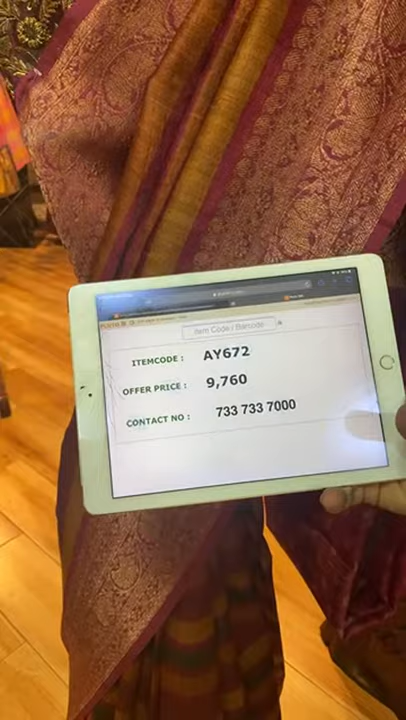 Item Code / Barcode
ITEMCODE : AY672
OFFER PRICE : 9,760
CONTACT NO : 733 733 7000